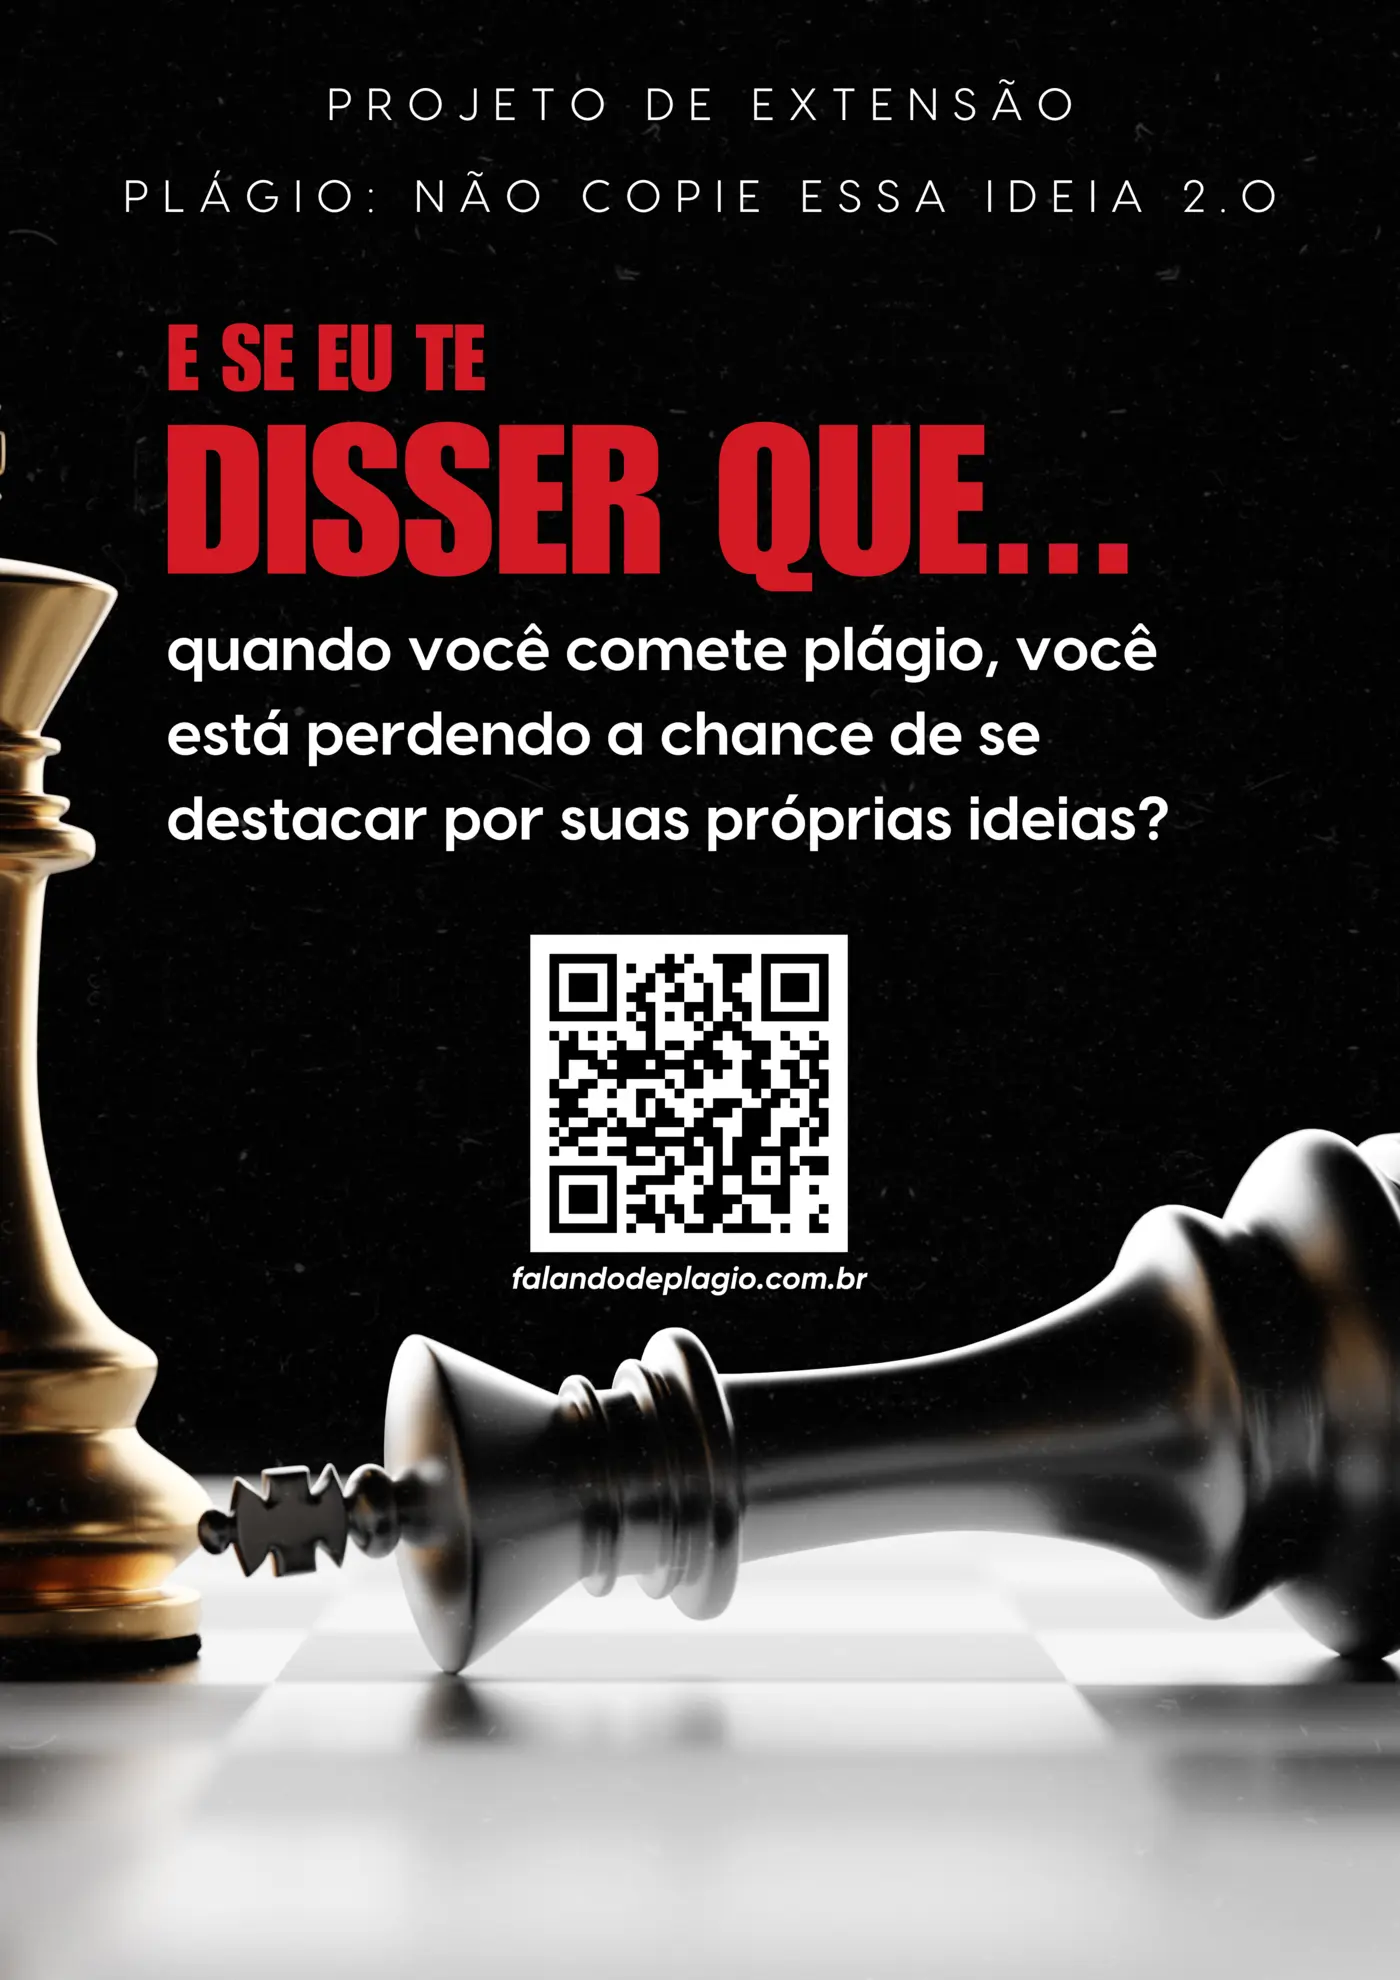 PROJETO DE EXTENSÃO
PLÁGIO: NÃO COPIE ESSA IDEIA 2.0
E SE EU TE
DISSER QUE...
quando você comete plágio, você
está perdendo a chance de se
destacar por suas próprias ideias?
falandodeplagio.com.br